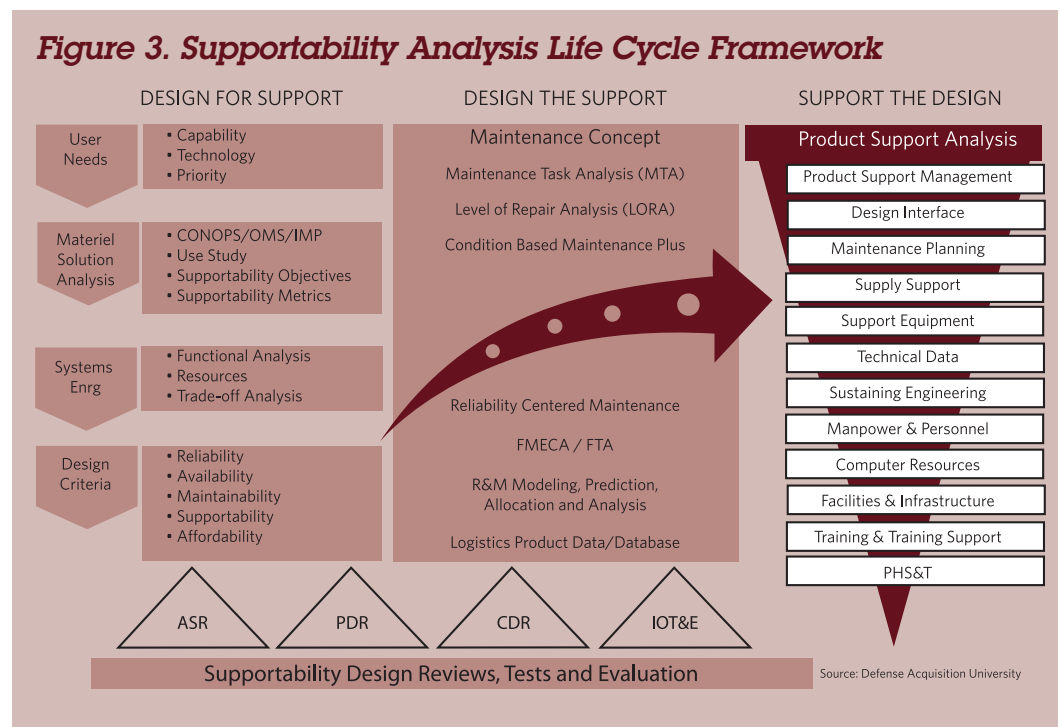 Figure 3. Supportability Analysis Life Cycle Framework
DESIGN FOR SUPPORT
User
Needs
• Capability
• Technology
• Priority
Materiel
Solution
Analysis
• CONOPS/OMS/IMP
• Use Study
• Supportability Objectives
• Supportability Metrics
Systems
Enrg
• Functional Analysis
• Resources
• Trade-off Analysis
Design
Criteria
• Reliability
• Availability
• Maintainability
• Supportability
• Affordability
DESIGN THE SUPPORT
Maintenance Concept
Maintenance Task Analysis (MTA)
Level of Repair Analysis (LORA)
Condition Based Maintenance Plus
Reliability Centered Maintenance
FMECA / FTA
R&M Modeling, Prediction,
Allocation and Analysis
Logistics Product Data/Database
SUPPORT THE DESIGN
Product Support Analysis
Product Support Management
Design Interface
Maintenance Planning
Supply Support
Support Equipment
Technical Data
Sustaining Engineering
Manpower & Personnel
Computer Resources
Facilities & Infrastructure
Training & Training Support
PHS&T
ASR
PDR
CDR
IOT&E
Supportability Design Reviews, Tests and Evaluation
Source: Defense Acquisition University